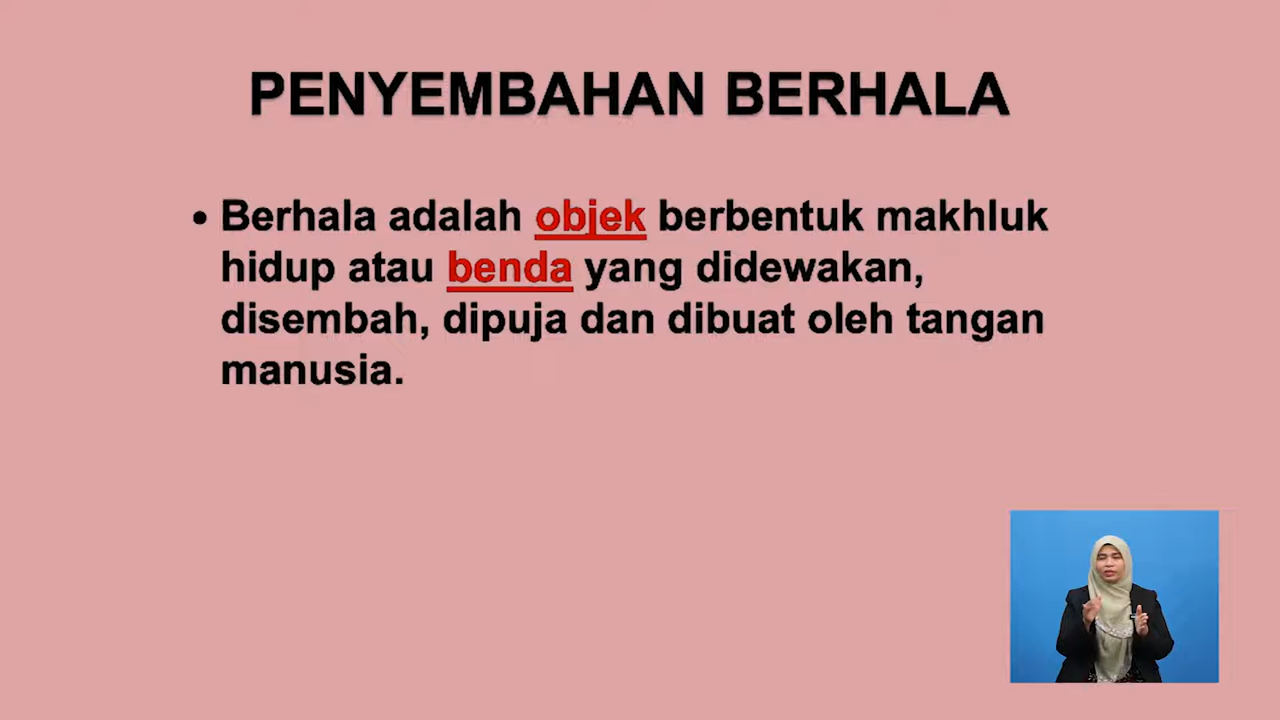 PENYEMBAHAN BERHALA
• Berhala adalah objek berbentuk makhluk
hidup atau benda yang didewakan,
disembah, dipuja dan dibuat oleh tangan
manusia.